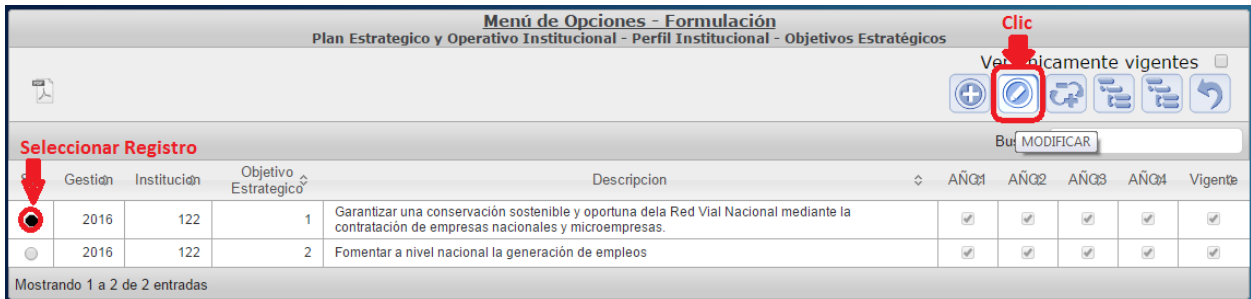 Menú de Opciones - Formulación
Clic
Plan Estrategico y Operativo Institucional - Perfil Institucional - Objetivos Estratégicos
vigentes
Seleccionar Registro
MODIFICAR
Gestión Institución Objetivo Estrategico Descripcion AÑO1 AÑO2 AÑO3 AÑO4 Vigente
2016 122 1 Garantizar una conservación sostenible y oportuna dela Red Vial Nacional mediante la
contratación de empresas nacionales y microempresas.
2016 122 2 Fomentar a nivel nacional la generación de empleos
Mostrando 1 a 2 de 2 entradas